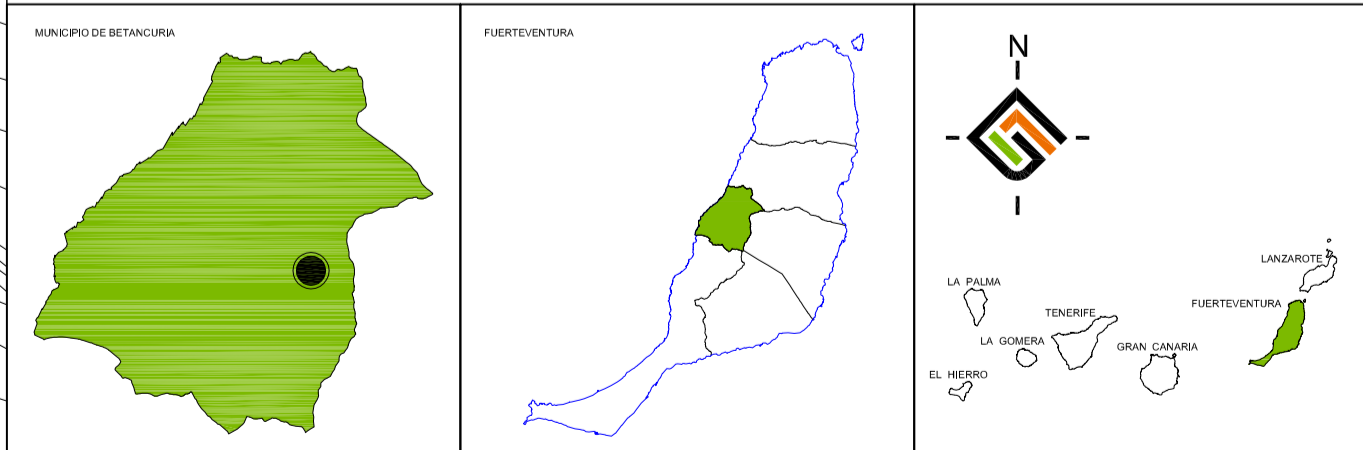 MUNICIPIO DE BETANCURIA
FUERTEVENTURA
N
LANZAROTE
LA PALMA
FUERTEVENTURA
TENERIFE
LA GOMERA
GRAN CANARIA
EL HIERRO